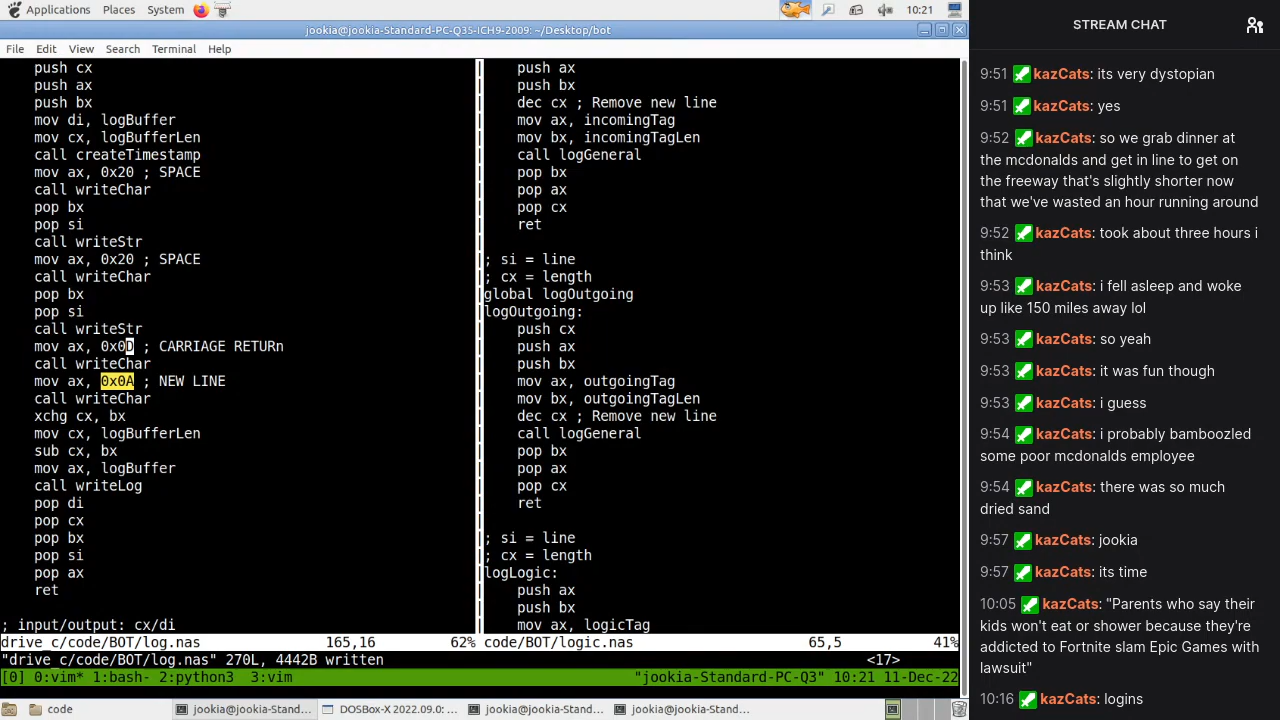 Applications Places System 10:21
jookia@jookia-Standard-PC-Q35-ICH9-2009: ~/Desktop/bot
File Edit View Search Terminal Help
push cx
push ax
push bx
mov di, logBuffer
mov cx, logBufferLen
call createTimestamp
mov ax, 0x20 ; SPACE
call writeChar
pop bx
pop si
call writeStr
mov ax, 0x20 ; SPACE
call writeChar
pop bx
pop si
call writeStr
mov ax, 0x0D ; CARRIAGE RETURn
call writeChar
mov ax, 0x0A ; NEW LINE
call writeChar
xchg cx, bx
mov cx, logBufferLen
sub cx, bx
mov ax, logBuffer
call writeLog
pop di
pop cx
pop bx
pop si
pop ax
ret
; input/output: cx/di
drive_c/code/BOT/log.nas 165,16 62%
push ax
push bx
dec cx ; Remove new line
mov ax, incomingTag
mov bx, incomingTagLen
call logGeneral
pop bx
pop ax
pop cx
ret
; si = line
; cx = length
global logOutgoing
logOutgoing:
push cx
push ax
push bx
mov ax, outgoingTag
mov bx, outgoingTagLen
dec cx ; Remove new line
call logGeneral
pop bx
pop ax
pop cx
ret
; si = line
; cx = length
logLogic:
push ax
push bx
mov ax, logicTag
code/BOT/logic.nas 65,5 41%
"drive_c/code/BOT/log.nas" 270L, 4442B written <17>
[0] 0:vim* 1:bash- 2:python3 3:vim "jookia-Standard-PC-Q3" 10:21 11-Dec-22
code jookia@jookia-Stand... DOSBox-X 2022.09.0: ... jookia@jookia-Stand... jookia@jookia-Stand...
STREAM CHAT
9:51 kazCats: its very dystopian
9:51 kazCats: yes
9:52 kazCats: so we grab dinner at
the mcdonalds and get in line to get on
the freeway that's slightly shorter now
that we've wasted an hour running around
9:52 kazCats: took about three hours i
think
9:53 kazCats: i fell asleep and woke
up like 150 miles away lol
9:53 kazCats: so yeah
9:53 kazCats: it was fun though
9:53 kazCats: i guess
9:54 kazCats: i probably bamboozled
some poor mcdonalds employee
9:54 kazCats: there was so much
dried sand
9:57 kazCats: jookia
9:57 kazCats: its time
10:05 kazCats: "Parents who say their
kids won't eat or shower because they're
addicted to Fortnite slam Epic Games with
lawsuit"
10:16 kazCats: logins